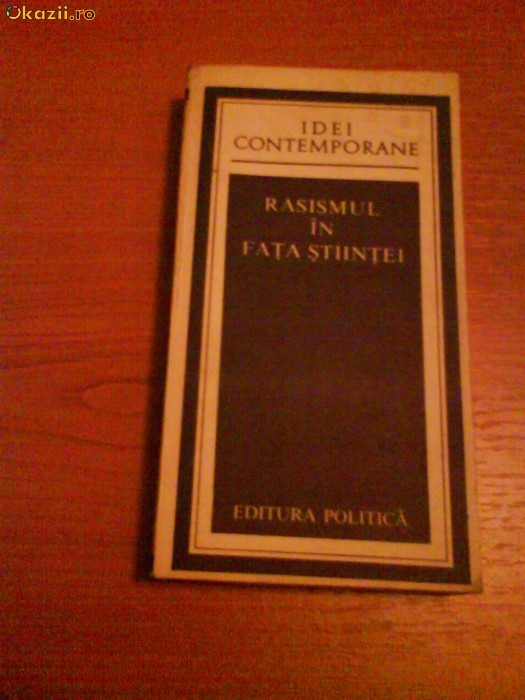 Okazii.ro
IDEI
CONTEMPORANE
RASISMUL
ÎN
FAȚA ȘTIINȚEI
EDITURA POLITICĂ